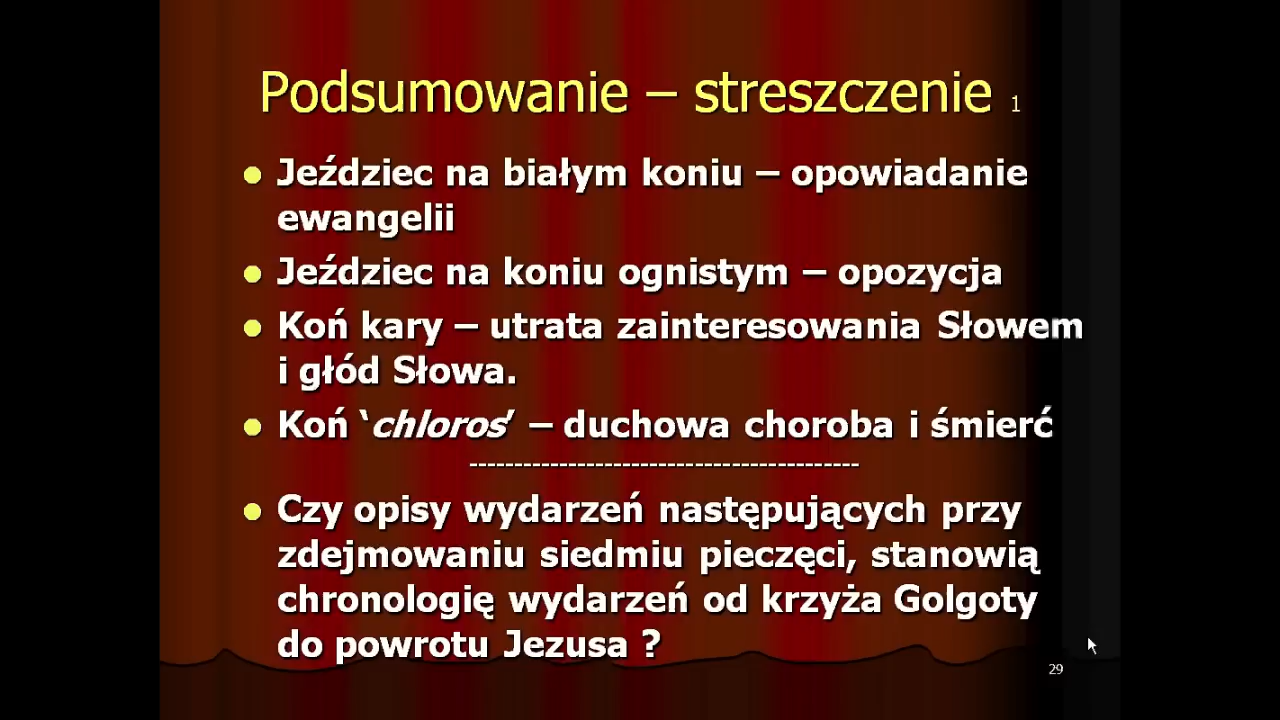 Podsumowanie – streszczenie 1
● Jeździec na białym koniu – opowiadanie
ewangelii
● Jeździec na koniu ognistym – opozycja
● Koń kary – utrata zainteresowania Słowem
i głód Słowa.
● Koń ‘chloros’ – duchowa choroba i śmierć
-------------------------------------------
● Czy opisy wydarzeń następujących przy
zdejmowaniu siedmiu pieczęci, stanowią
chronologię wydarzeń od krzyża Golgoty
do powrotu Jezusa ?
29